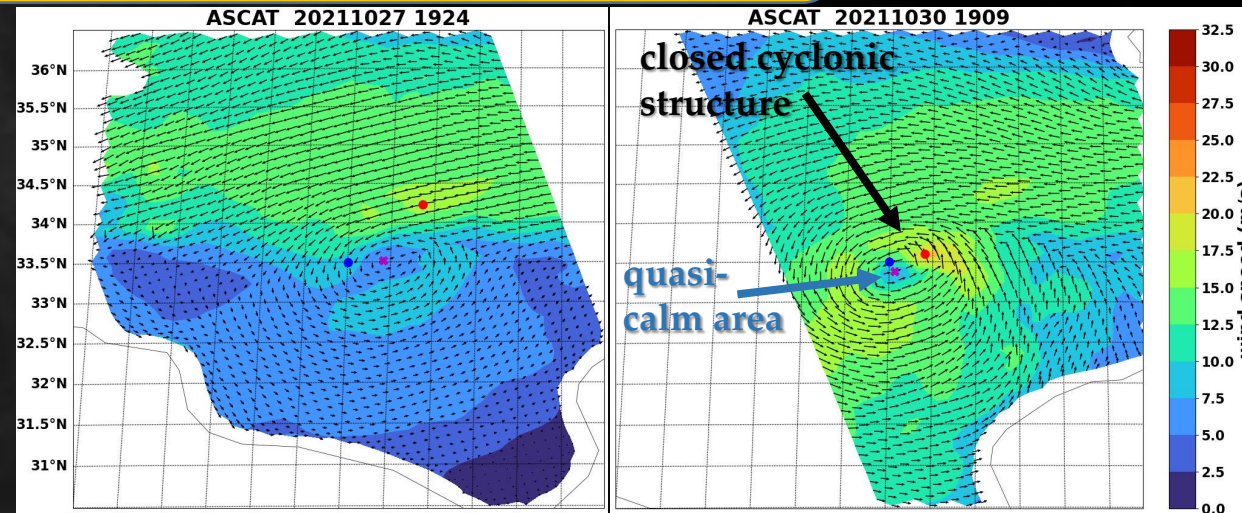 ASCAT 20211027 1924
36°N
35.5°N
35°N
34.5°N
34°N
33.5°N
33°N
32.5°N
32°N
31.5°N
31°N
ASCAT 20211030 1909
closed cyclonic
structure
quasi-
calm area
32.5
30.0
27.5
25.0
22.5
20.0
17.5
15.0
12.5
10.0
7.5
5.0
2.5
0.0
wind speed (m/s)